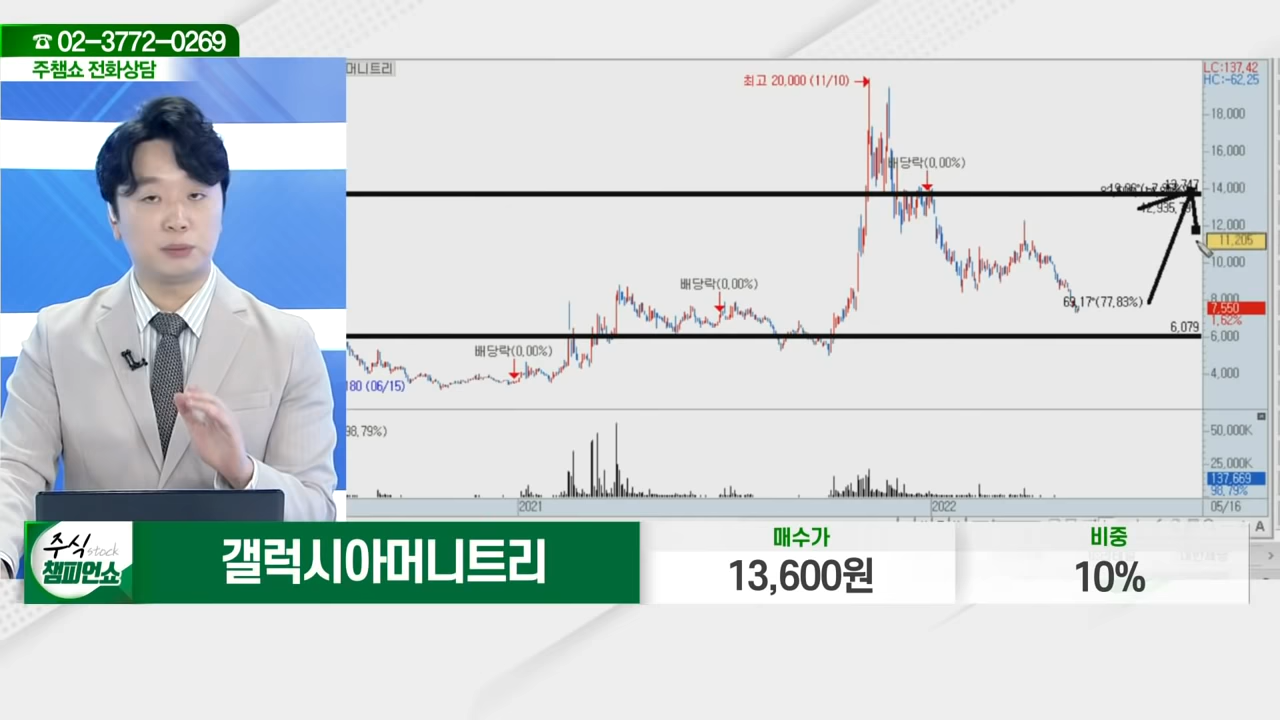 ☎ 02-3772-0269
주챔쇼 전화상담
머니트리
LC:137,42
HC:-62,25
최고 20,000 (11/10)
18,000
16,000
배당락(0,00%)
13,747
14,000
12,935,79
12,000
11,205
10,000
배당락(0,00%)
8,000
63,17°(77,83%)
7,550
1,62%
6,079
6,000
배당락(0,00%)
4,000
180 (06/15)
98,79%)
50,000K
25,000K
137,669
98,79%
2021
2022
05/16
A
주식 stock
챔피언쇼
갤럭시아머니트리
매수가
13,600원
비중
10%